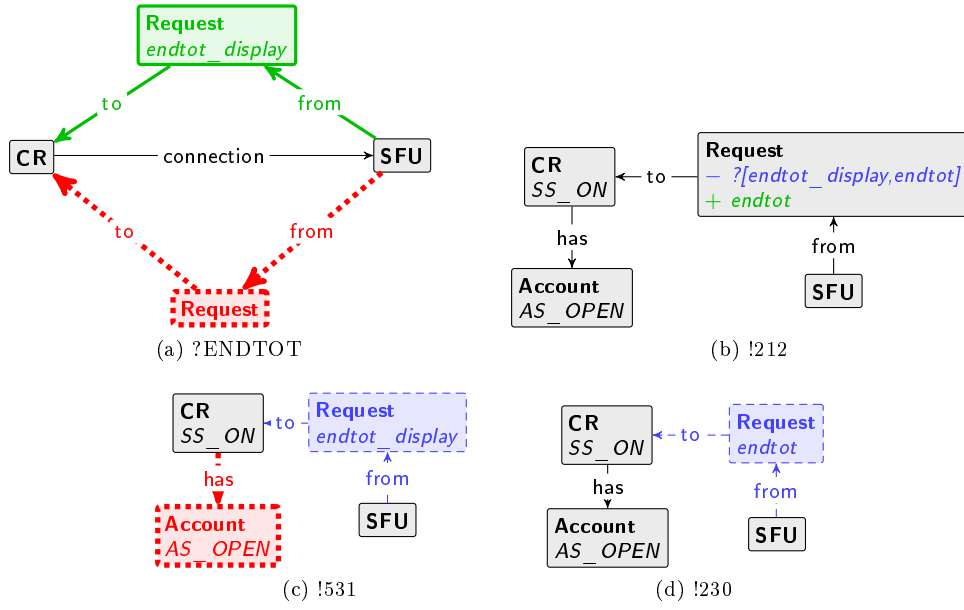 Request
endtot_display
to
from
CR
connection
SFU
to
from
Request
(a) ?ENDTOT
CR
SS_ON
to
Request
− ?[endtot_display,endtot]
+ endtot
has
from
Account
AS_OPEN
SFU
(b) !212
CR
SS_ON
to
Request
endtot_display
has
from
Account
AS_OPEN
SFU
(c) !531
CR
SS_ON
to
Request
endtot
has
from
Account
AS_OPEN
SFU
(d) !230